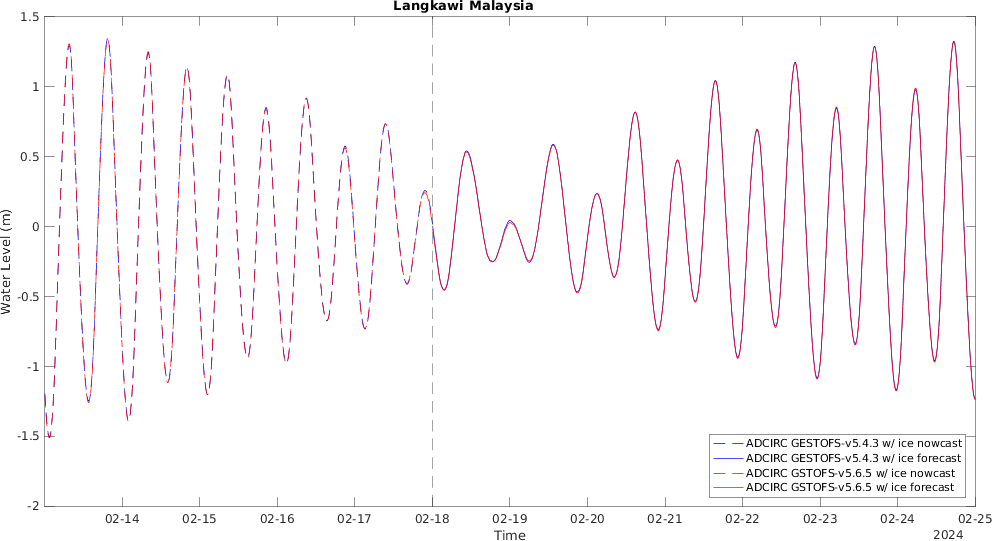 Langkawi Malaysia
1.5
1
0.5
0
-0.5
-1
-1.5
-2
Water Level (m)
ADCIRC GESTOFS-v5.4.3 w/ ice nowcast
ADCIRC GESTOFS-v5.4.3 w/ ice forecast
ADCIRC GSTOFS-v5.6.5 w/ ice nowcast
ADCIRC GSTOFS-v5.6.5 w/ ice forecast
02-14 02-15 02-16 02-17 02-18 02-19 02-20 02-21 02-22 02-23 02-24 02-25
Time
2024